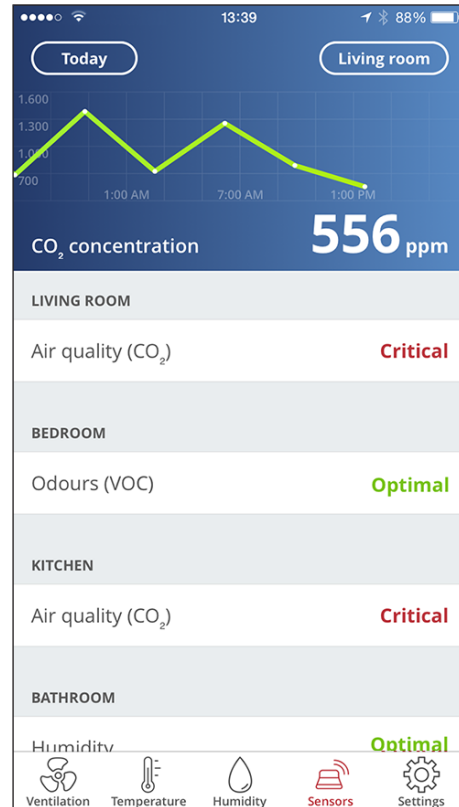 13:39
88%
Today
Living room
1.600
1.300
1.000
700
1:00 AM
7:00 AM
1:00 PM
CO₂ concentration
556 ppm
LIVING ROOM
Air quality (CO₂)
Critical
BEDROOM
Odours (VOC)
Optimal
KITCHEN
Air quality (CO₂)
Critical
BATHROOM
Humidity
Optimal
Ventilation
Temperature
Humidity
Sensors
Settings